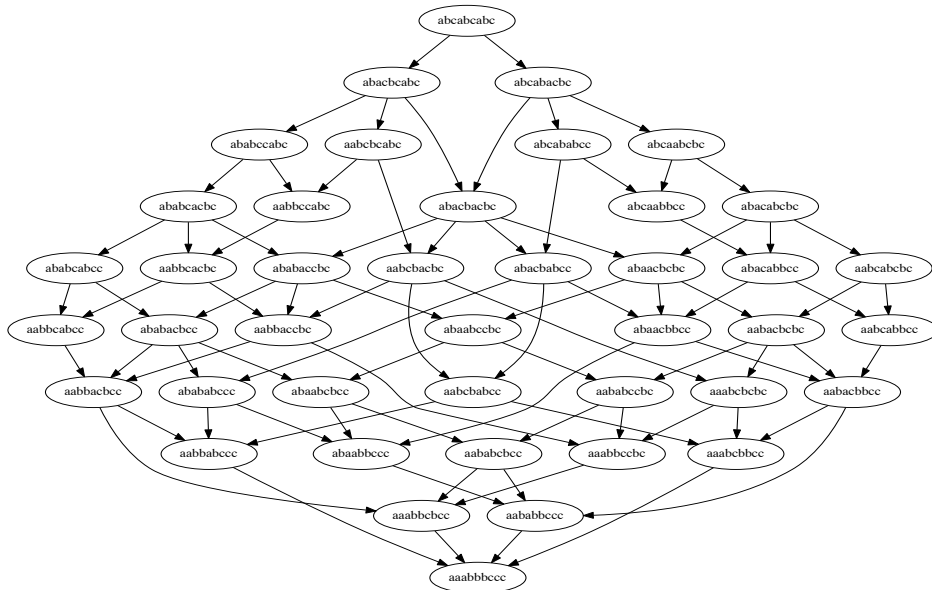 abcabcabc
abacbcabc abcabacbc
ababccabc aabcbcabc abcababcc abcaabcbc
ababcacbc aabbccabc abacbacbc abcaabbcc abacabcbc
ababcabcc aabbcacbc ababaccbc aabcbacbc abacbabcc abaacbcbc abacabbcc aabcabcbc
aabbcabcc ababacbcc aabbaccbc abaabccbc abaacbbcc aabacbcbc aabcabbcc
aabbacbcc abababccc abaabcbcc aabcbabcc aabab​ccbc aaabcbcbc aabacbbcc
aabbabccc abaabbccc aababcbcc aaabbccbc aaabcbbcc
aaabbcbcc aababbccc
aaabbbccc